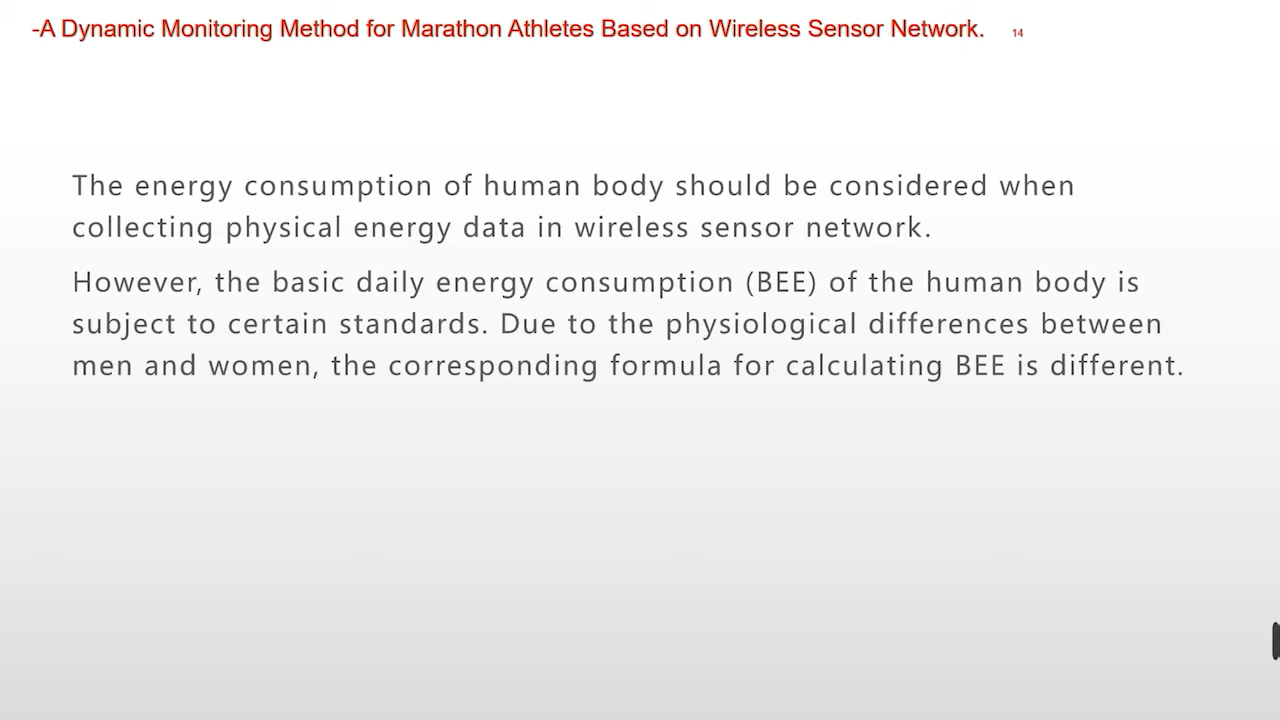 -A Dynamic Monitoring Method for Marathon Athletes Based on Wireless Sensor Network. 14
The energy consumption of human body should be considered when
collecting physical energy data in wireless sensor network.
However, the basic daily energy consumption (BEE) of the human body is
subject to certain standards. Due to the physiological differences between
men and women, the corresponding formula for calculating BEE is different.